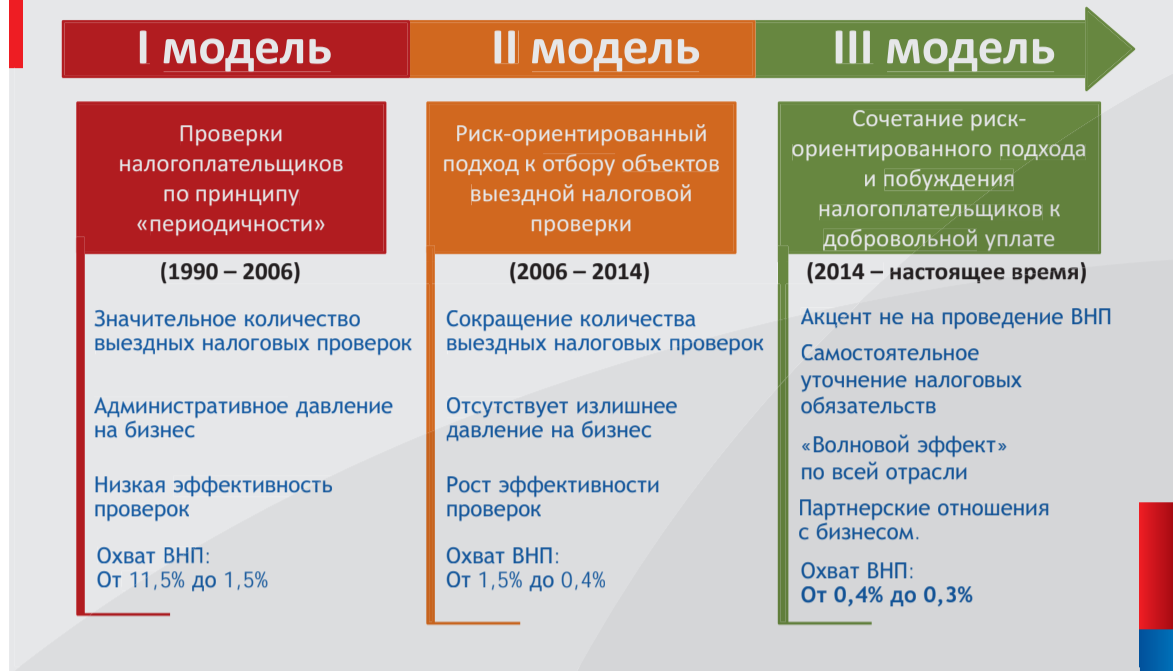 I модель
II модель
III модель
Проверки
налогоплательщиков
по принципу
«периодичности»
(1990 – 2006)
Значительное количество
выездных налоговых проверок
Административное давление
на бизнес
Низкая эффективность
проверок
Охват ВНП:
От 11,5% до 1,5%
Риск-ориентированный
подход к отбору объектов
выездной налоговой
проверки
(2006 – 2014)
Сокращение количества
выездных налоговых проверок
Отсутствует излишнее
давление на бизнес
Рост эффективности
проверок
Охват ВНП:
От 1,5% до 0,4%
Сочетание риск-
ориентированного подхода
и побуждения
налогоплательщиков к
добровольной уплате
(2014 – настоящее время)
Акцент не на проведение ВНП
Самостоятельное
уточнение налоговых
обязательств
«Волновой эффект»
по всей отрасли
Партнерские отношения
с бизнесом.
Охват ВНП:
От 0,4% до 0,3%